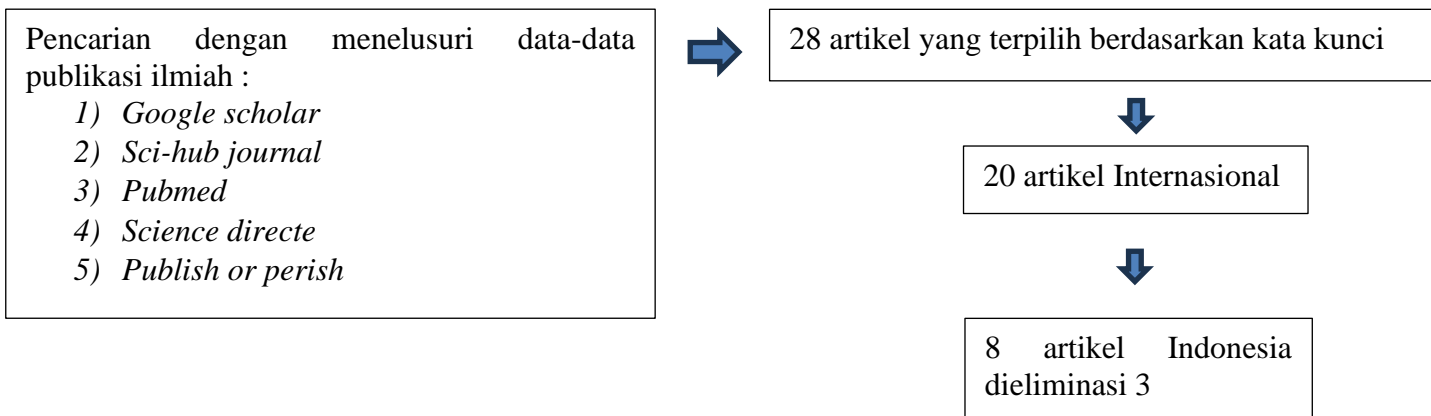 Pencarian dengan menelusuri data-data
publikasi ilmiah :
1) Google scholar
2) Sci-hub journal
3) Pubmed
4) Science directe
5) Publish or perish
28 artikel yang terpilih berdasarkan kata kunci
20 artikel Internasional
8 artikel Indonesia
dieliminasi 3